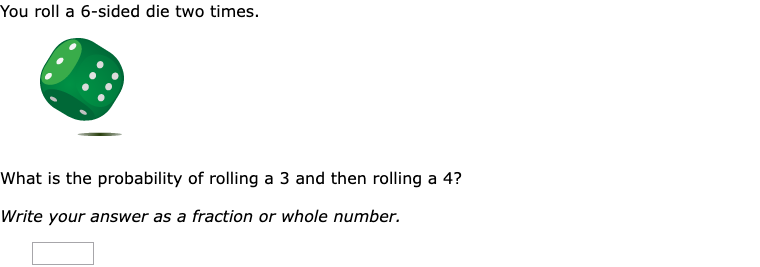 You roll a 6-sided die two times.
What is the probability of rolling a 3 and then rolling a 4?
Write your answer as a fraction or whole number.